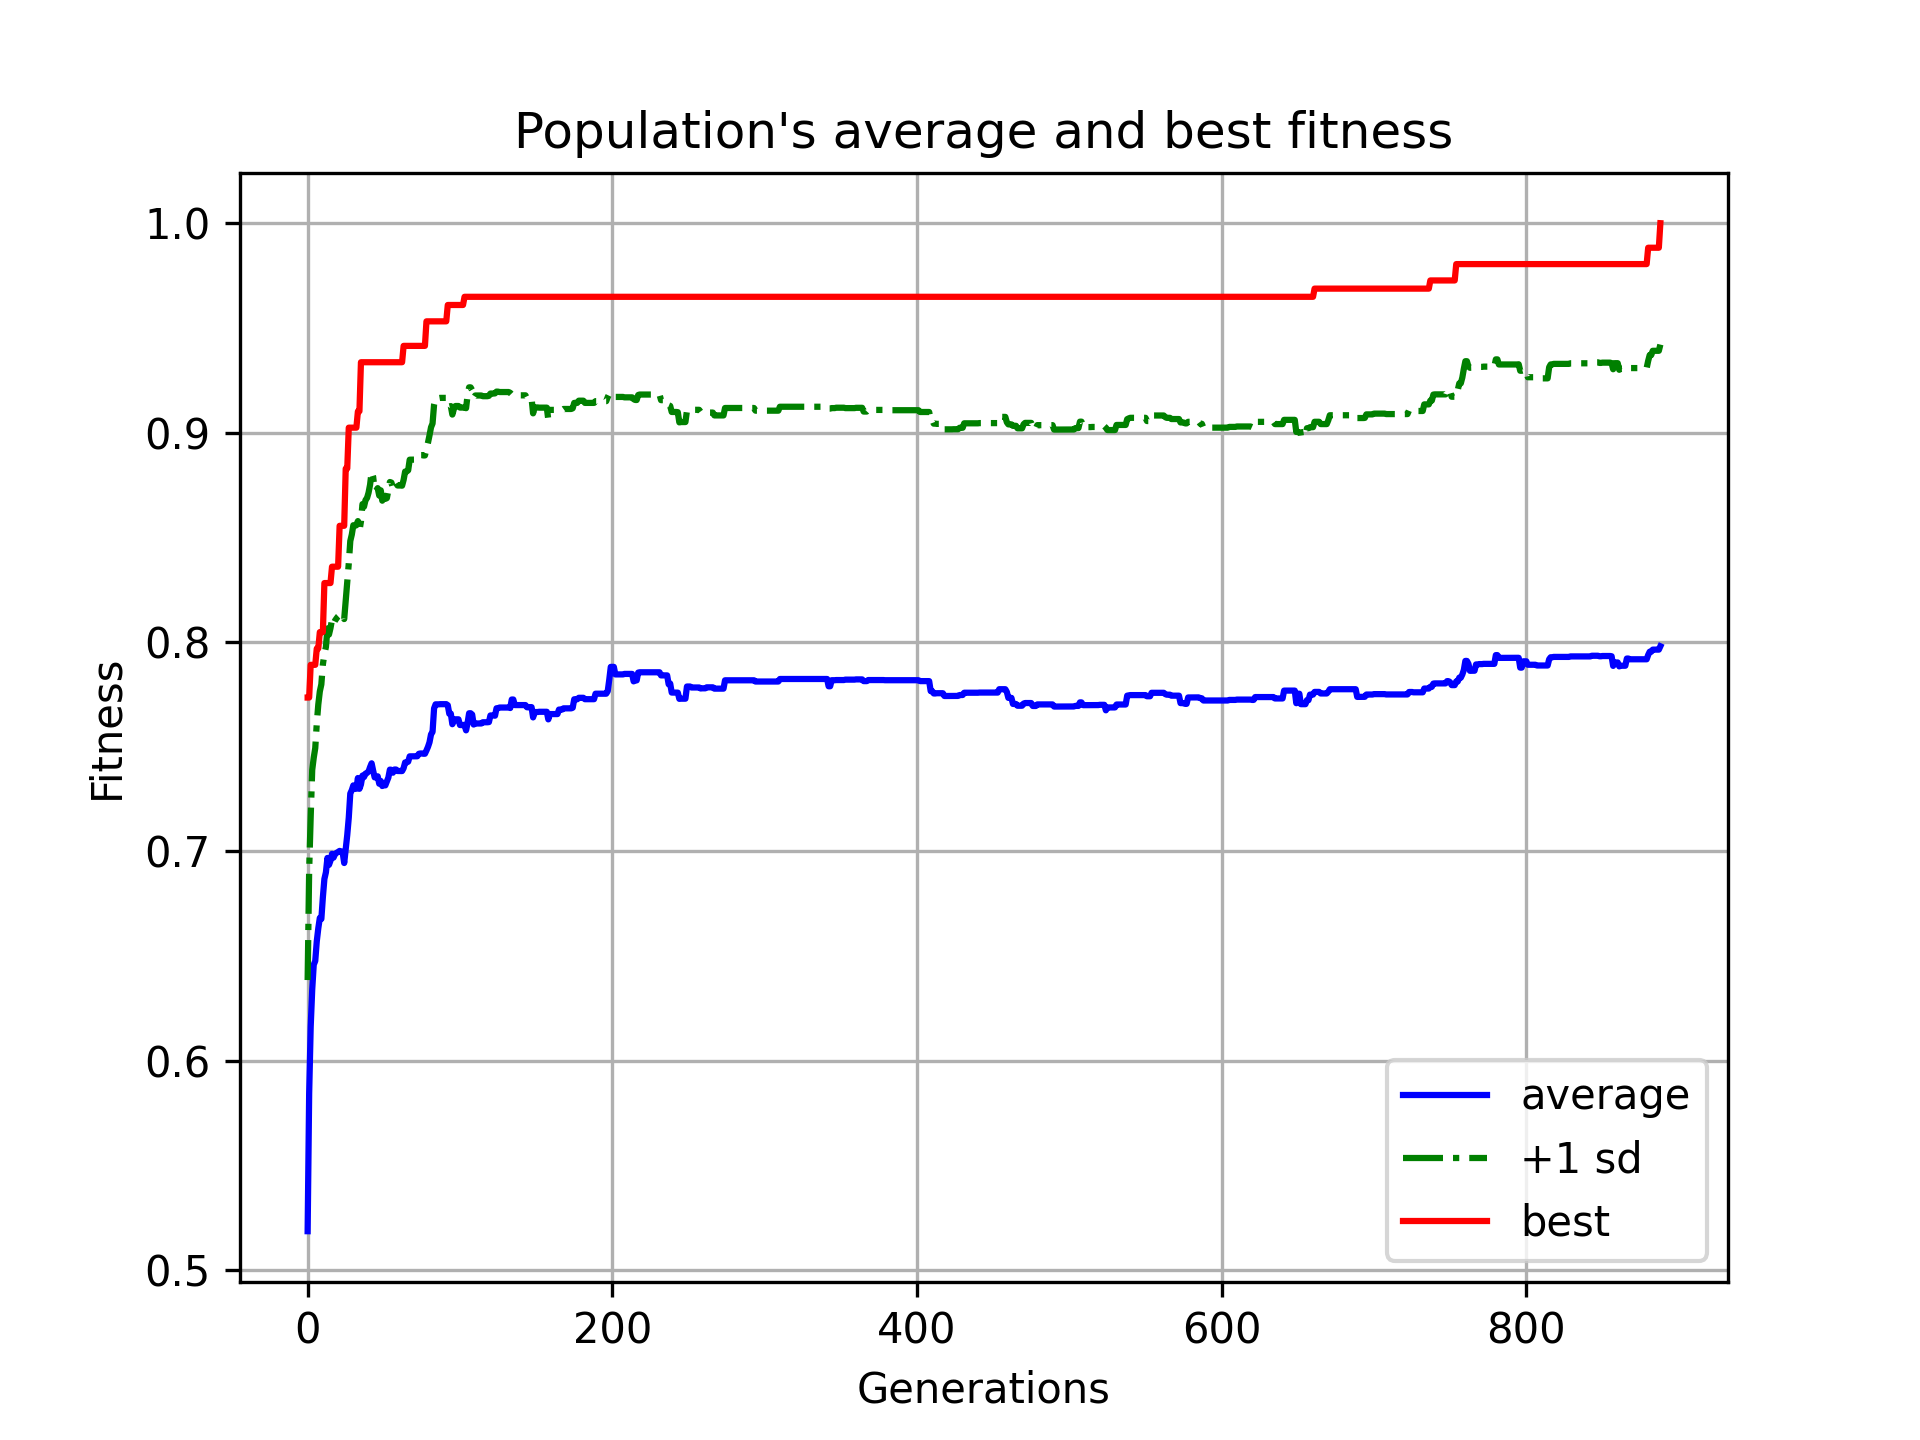 Population's average and best fitness
1.0
0.9
0.8
0.7
0.6
0.5
Fitness
0 200 400 600 800
Generations
average
+1 sd
best